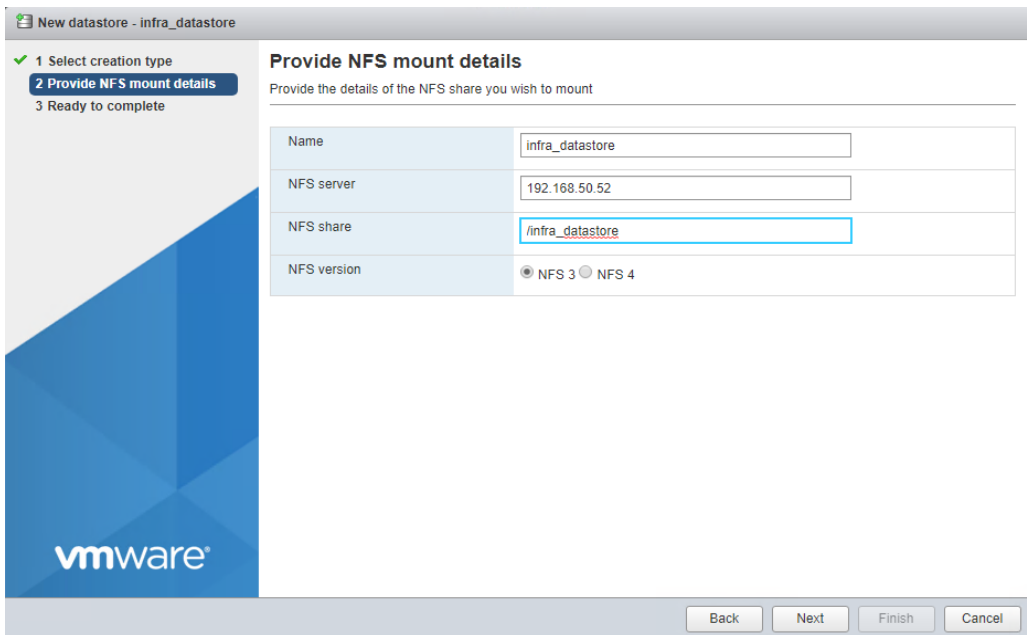 New datastore - infra_datastore
1 Select creation type
2 Provide NFS mount details
3 Ready to complete
Provide NFS mount details
Provide the details of the NFS share you wish to mount
Name
infra_datastore
NFS server
192.168.50.52
NFS share
/infra_datastore
NFS version
NFS 3 NFS 4
vmware®
Back Next Finish Cancel